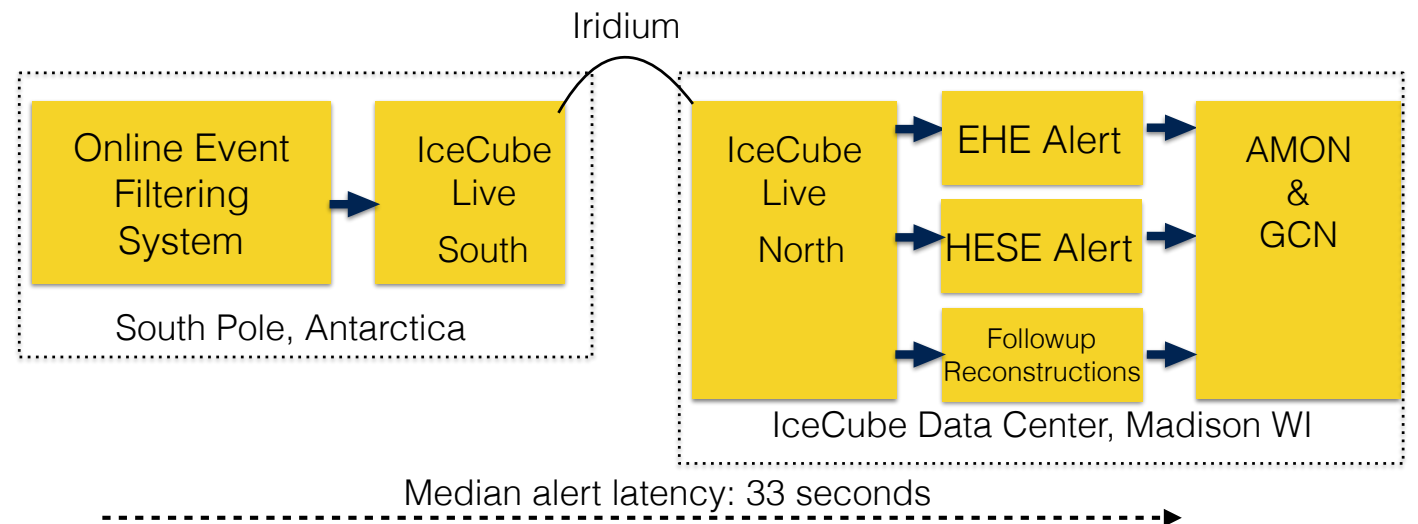 Iridium
Online Event
Filtering
System
IceCube
Live
South
South Pole, Antarctica
IceCube
Live
North
EHE Alert
HESE Alert
Followup
Reconstructions
AMON
&
GCN
IceCube Data Center, Madison WI
Median alert latency: 33 seconds